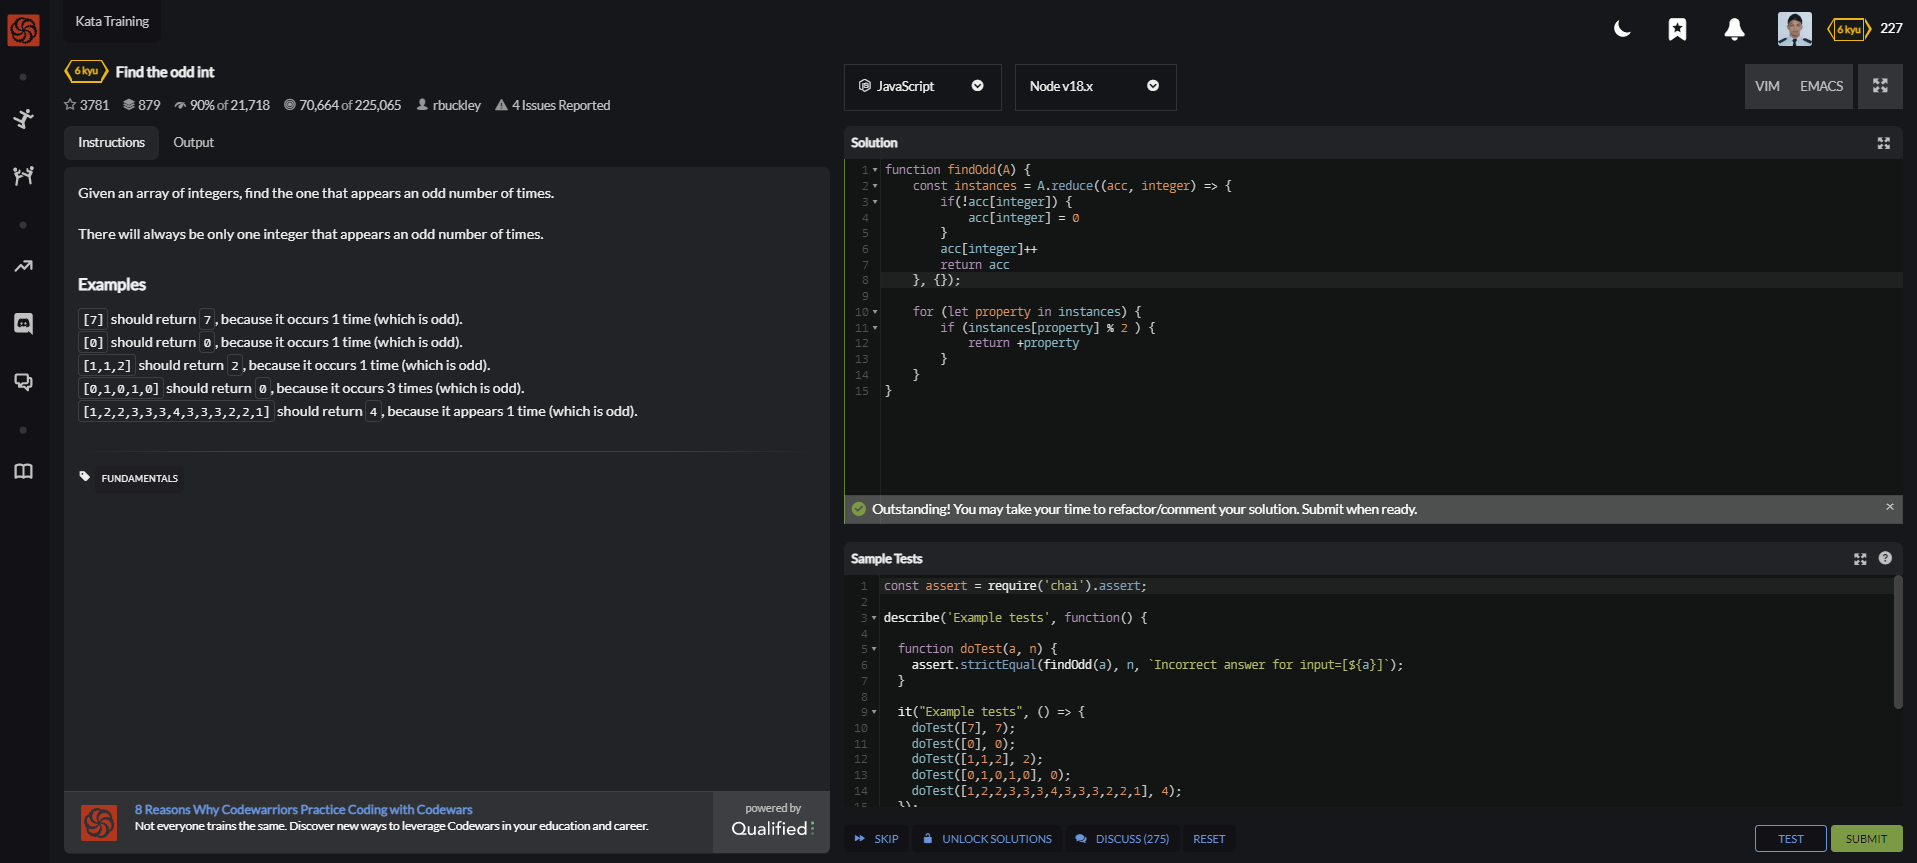 Kata Training
6 kyu 227
6 kyu Find the odd int
3781 879 90% of 21,718 70,664 of 225,065 rbuckley 4 Issues Reported
Instructions Output
Given an array of integers, find the one that appears an odd number of times.
There will always be only one integer that appears an odd number of times.
Examples
[7] should return 7, because it occurs 1 time (which is odd).
[0] should return 0, because it occurs 1 time (which is odd).
[1,1,2] should return 2, because it occurs 1 time (which is odd).
[0,1,0,1,0] should return 0, because it occurs 3 times (which is odd).
[1,2,2,3,3,3,4,3,3,3,2,2,1] should return 4, because it appears 1 time (which is odd).
FUNDAMENTALS
8 Reasons Why Codewarriors Practice Coding with Codewars
Not everyone trains the same. Discover new ways to leverage Codewars in your education and career.
powered by
Qualified
JavaScript Node v18.x VIM EMACS
Solution
1 function findOdd(A) {
2 const instances = A.reduce((acc, integer) => {
3 if(!acc[integer]) {
4 acc[integer] = 0
5 }
6 acc[integer]++
7 return acc
8 }, {});
9
10 for (let property in instances) {
11 if (instances[property] % 2 ) {
12 return +property
13 }
14 }
15 }
Outstanding! You may take your time to refactor/comment your solution. Submit when ready.
Sample Tests
1 const assert = require('chai').assert;
2
3 describe('Example tests', function() {
4
5 function doTest(a, n) {
6 assert.strictEqual(findOdd(a), n, `Incorrect answer for input=[${a}]`);
7 }
8
9 it("Example tests", () => {
10 doTest([7], 7);
11 doTest([0], 0);
12 doTest([1,1,2], 2);
13 doTest([0,1,0,1,0], 0);
14 doTest([1,2,2,3,3,3,4,3,3,3,2,2,1], 4);
15 });
SKIP UNLOCK SOLUTIONS DISCUSS (275) RESET TEST SUBMIT